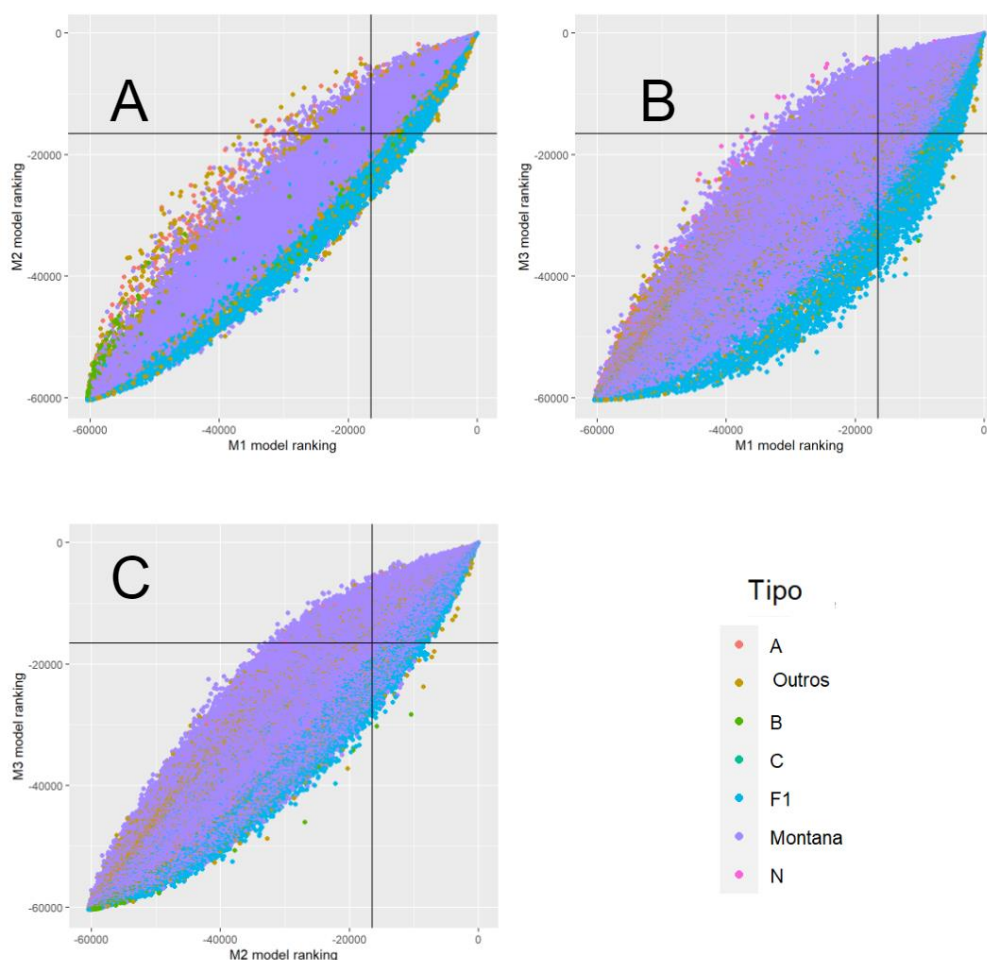 A
0
-20000
-40000
-60000
M2 model ranking
-60000
-40000
-20000
0
M1 model ranking
B
0
-20000
-40000
-60000
M3 model ranking
-60000
-40000
-20000
0
M1 model ranking
C
0
-20000
-40000
-60000
M3 model ranking
-60000
-40000
-20000
0
M2 model ranking
Tipo
A
Outros
B
C
F1
Montana
N